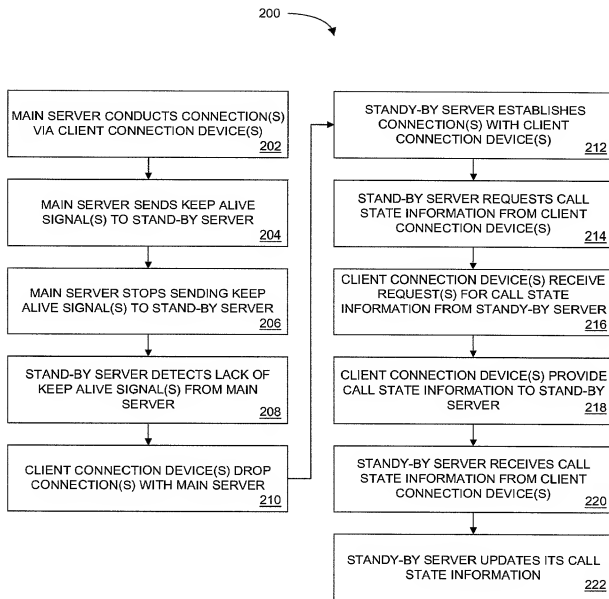 200
MAIN SERVER CONDUCTS CONNECTION(S)
VIA CLIENT CONNECTION DEVICE(S)
202
MAIN SERVER SENDS KEEP ALIVE
SIGNAL(S) TO STAND-BY SERVER
204
MAIN SERVER STOPS SENDING KEEP
ALIVE SIGNAL(S) TO STAND-BY SERVER
206
STAND-BY SERVER DETECTS LACK OF
KEEP ALIVE SIGNAL(S) FROM MAIN
SERVER
208
CLIENT CONNECTION DEVICE(S) DROP
CONNECTION(S) WITH MAIN SERVER
210
STANDY-BY SERVER ESTABLISHES
CONNECTION(S) WITH CLIENT
CONNECTION DEVICE(S)
212
STAND-BY SERVER REQUESTS CALL
STATE INFORMATION FROM CLIENT
CONNECTION DEVICE(S)
214
CLIENT CONNECTION DEVICE(S) RECEIVE
REQUEST(S) FOR CALL STATE
INFORMATION FROM STANDY-BY SERVER
216
CLIENT CONNECTION DEVICE(S) PROVIDE
CALL STATE INFORMATION TO STAND-BY
SERVER
218
STANDY-BY SERVER RECEIVES CALL
STATE INFORMATION FROM CLIENT
CONNECTION DEVICE(S)
220
STANDY-BY SERVER UPDATES ITS CALL
STATE INFORMATION
222